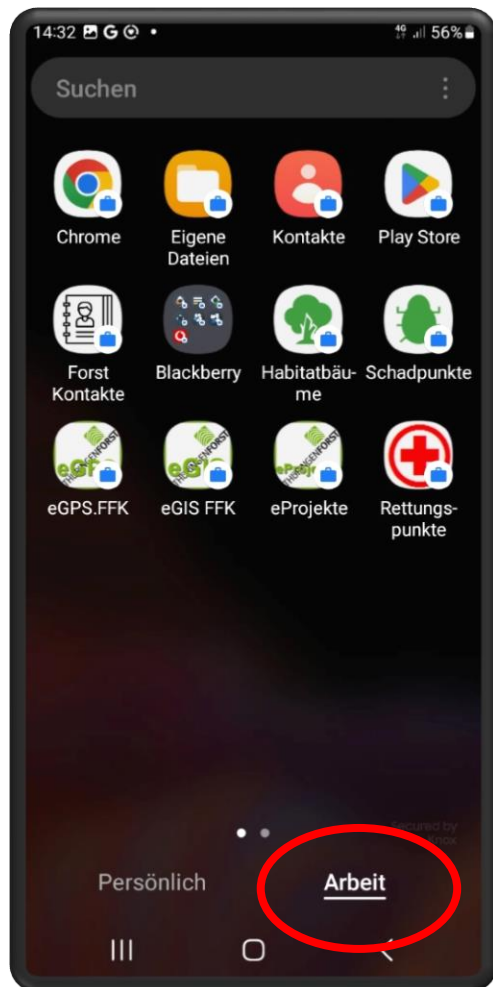 14:32 G 4G 56%
Suchen
Chrome Eigene Kontakte Play Store
Dateien
Forst Blackberry Habitatbäu- Schadpunkte
Kontakte me
eGPS.FFK eGIS FFK eProjekte Rettungs-
punkte
Secured by
Knox
Persönlich Arbeit